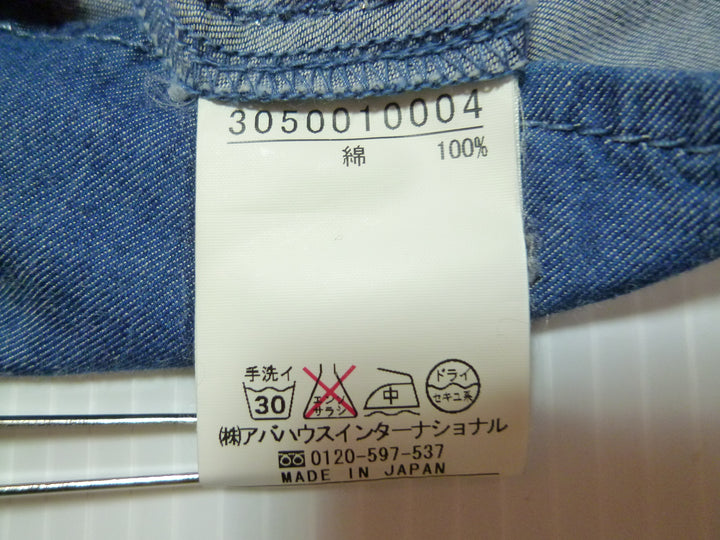 3050010004
綿 100%
手洗イ
30 エンソ サラシ 中 ドライ セキユ系
(株)アバハウスインターナショナル
0120-597-537
MADE IN JAPAN